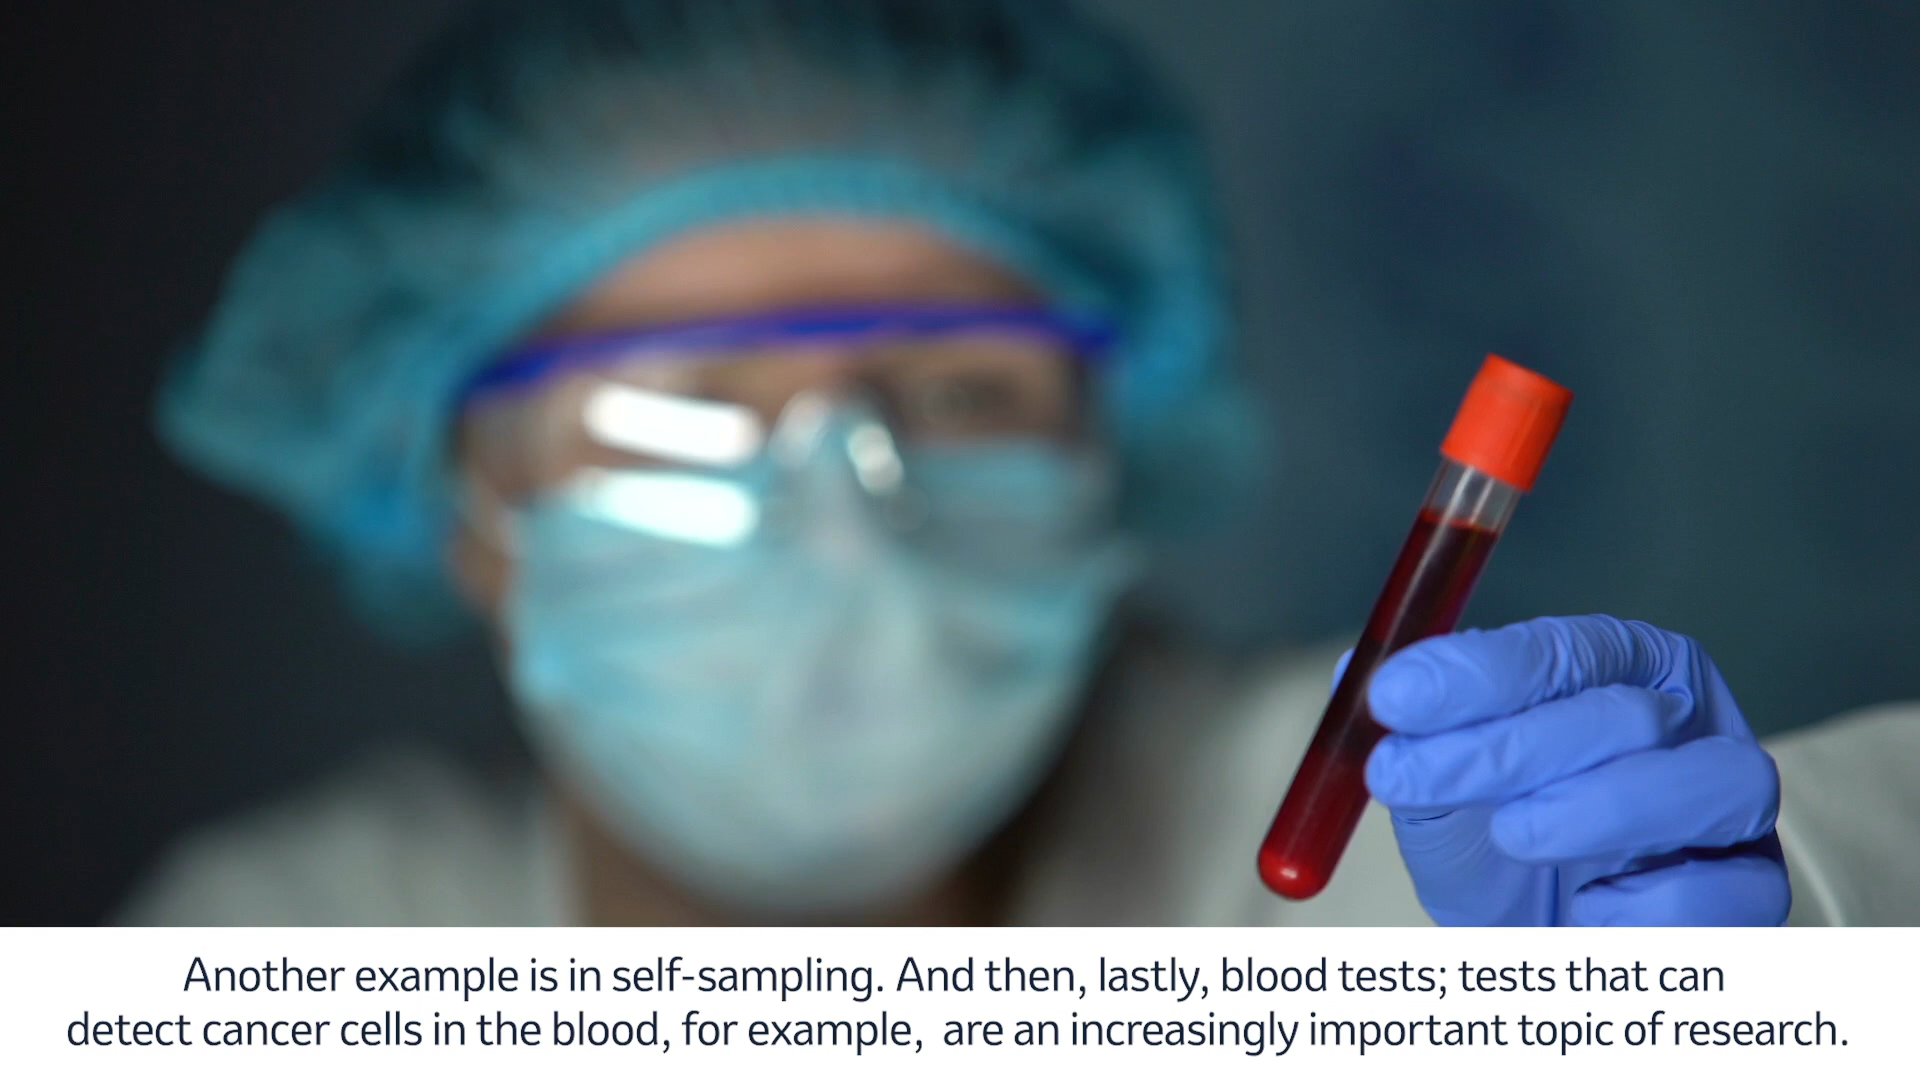 Another example is in self-sampling. And then, lastly, blood tests; tests that can
detect cancer cells in the blood, for example,  are an increasingly important topic of research.